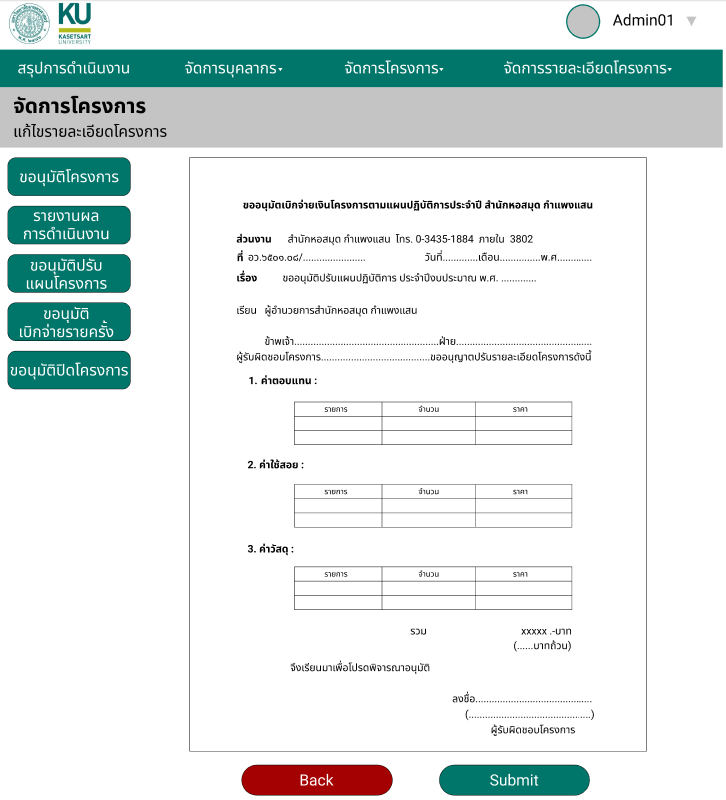 KU
KASETSART
UNIVERSITY
Admin01
สรุปการดำเนินงาน
จัดการบุคลากร
จัดการโครงการ
จัดการรายละเอียดโครงการ
จัดการโครงการ
แก้ไขรายละเอียดโครงการ
ขอนุมัติโครงการ
รายงานผล
การดำเนินงาน
ขอนุมัติปรับ
แผนโครงการ
ขอนุมัติ
เบิกจ่ายรายครั้ง
ขอนุมัติปิดโครงการ
ขออนุมัตเบิกจ่ายเงินโครงการตามแผนปฏิบัติการประจำปี สำนักหอสมุด กำแพงแสน
ส่วนงาน สำนักหอสมุด กำแพงแสน โทร. 0-3435-1884 ภายใน 3802
ที่ อว.๖๕๐๑.๐๘/...................... วันที่.............เดือน...............พ.ศ.............
เรื่อง ขออนุมัติปรับแผนปฏิบัติการ ประจำปีงบประมาณ พ.ศ. .............
เรียน ผู้อำนวยการสำนักหอสมุด กำแพงแสน
ข้าพเจ้า....................................................ฝ่าย.................................................
ผู้รับผิดชอบโครงการ........................................ขออนุญาตปรับรายละเอียดโครงการดังนี้
1. ค่าตอบแทน :
รายการ จำนวน ราคา
2. ค่าใช้สอย :
รายการ จำนวน ราคา
3. ค่าวัสดุ :
รายการ จำนวน ราคา
รวม xxxxx .-บาท
(......บาทถ้วน)
จึงเรียนมาเพื่อโปรดพิจารณาอนุมัติ
ลงชื่อ..........................................
(............................................)
ผู้รับผิดชอบโครงการ
Back
Submit